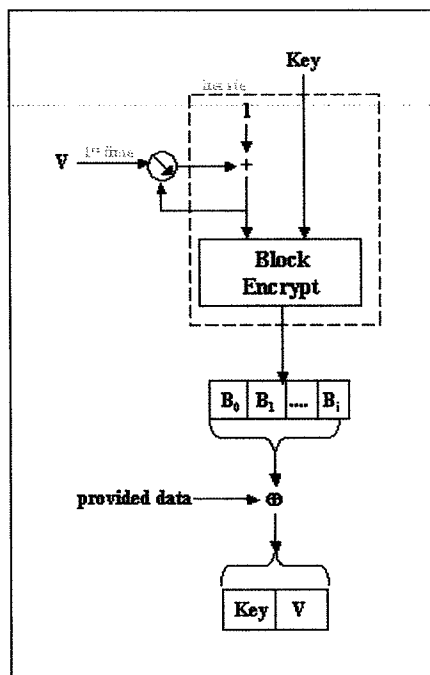 Key
iterate
1
1st time
V
+
Block
Encrypt
B0 B1 .... Bi
provided data ⊕
Key V